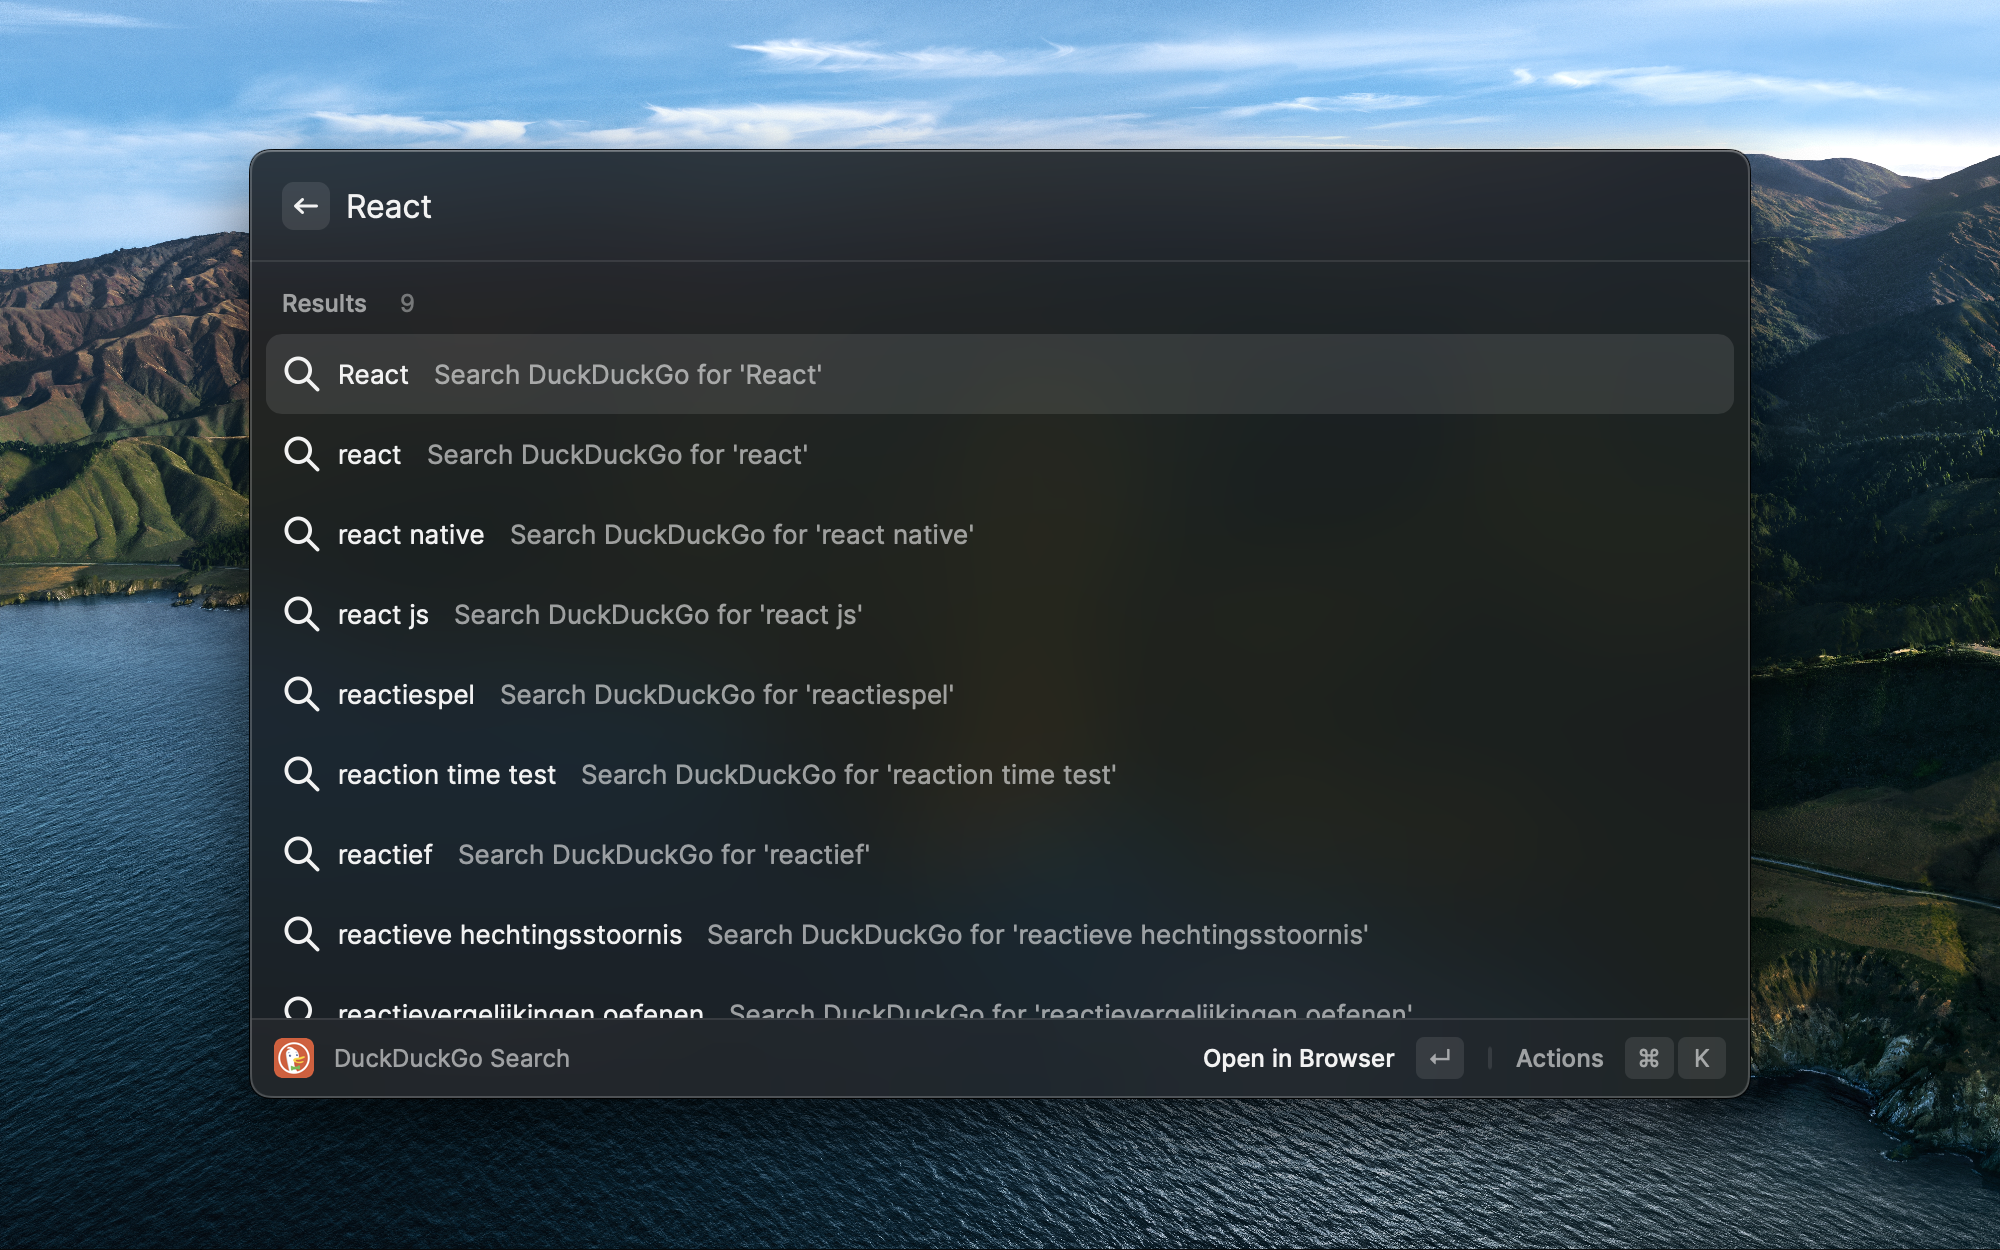 React
Results 9
React Search DuckDuckGo for 'React'
react Search DuckDuckGo for 'react'
react native Search DuckDuckGo for 'react native'
react js Search DuckDuckGo for 'react js'
reactiespel Search DuckDuckGo for 'reactiespel'
reaction time test Search DuckDuckGo for 'reaction time test'
reactief Search DuckDuckGo for 'reactief'
reactieve hechtingsstoornis Search DuckDuckGo for 'reactieve hechtingsstoornis'
reactievergelijkingen oefenen Search DuckDuckGo for 'reactievergelijkingen oefenen'
DuckDuckGo Search Open in Browser ↵ | Actions ⌘ K